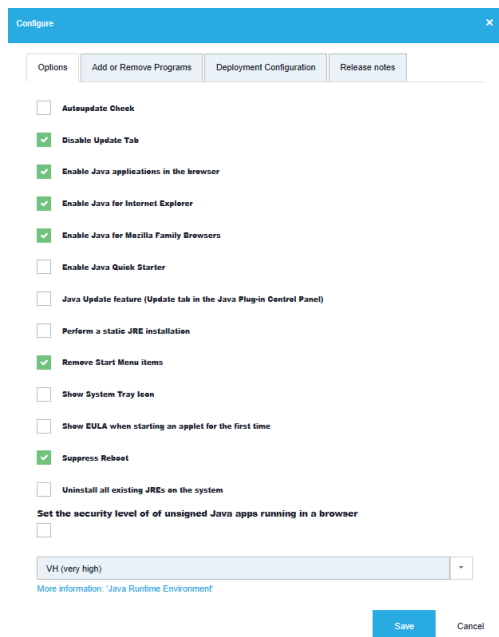 Configure
×
Options
Add or Remove Programs
Deployment Configuration
Release notes
Autoupdate Check
Disable Update Tab
Enable Java applications in the browser
Enable Java for Internet Explorer
Enable Java for Mozilla Family Browsers
Enable Java Quick Starter
Java Update feature (Update tab in the Java Plug-in Control Panel)
Perform a static JRE installation
Remove Start Menu items
Show System Tray Icon
Show EULA when starting an applet for the first time
Suppress Reboot
Uninstall all existing JREs on the system
Set the security level of of unsigned Java apps running in a browser
VH (very high)
More information: 'Java Runtime Environment'
Save
Cancel